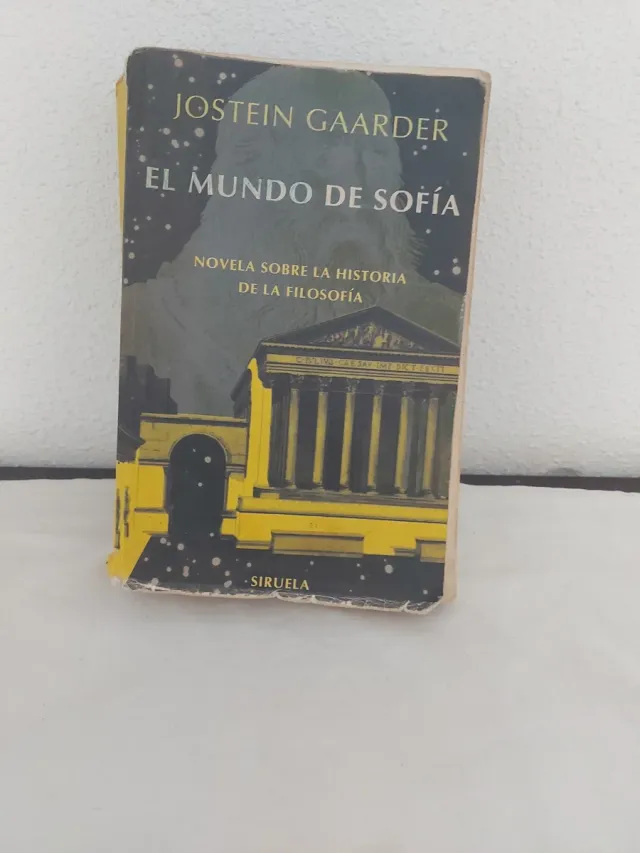 JOSTEIN GAARDER
EL MUNDO DE SOFÍA
NOVELA SOBRE LA HISTORIA
DE LA FILOSOFÍA
SIRUELA